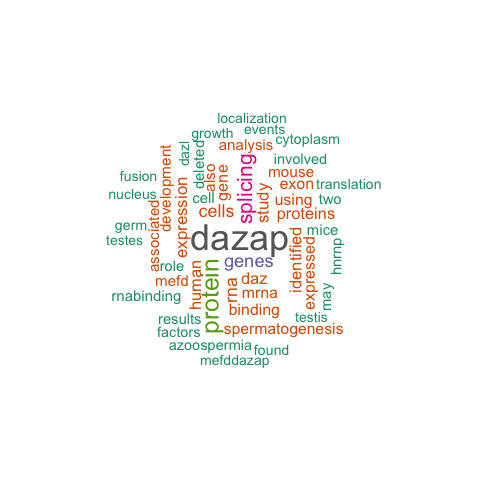 localization
growth
events
dazl
deleted
analysis
cytoplasm
fusion
development
also
gene
splicing
involved
mouse
nucleus
expression
cell
study
exon
translation
associated
cells
using
two
proteins
germ
testes
dazap
mice
hnrnp
role
genes
identified
expressed
mefd
human
protein
rna
daz
mrna
may
rnabinding
binding
results
testis
factors
spermatogenesis
azoospermia
found
mefddazap